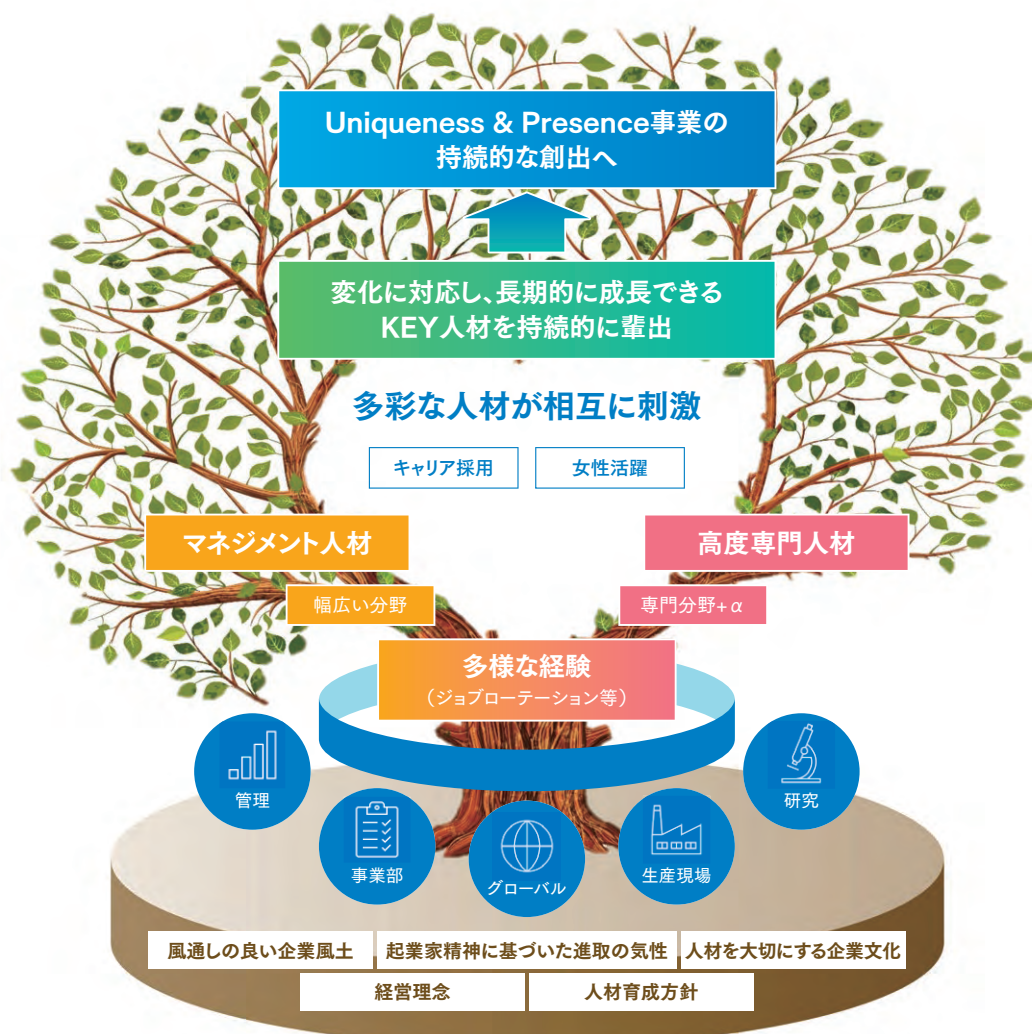 Uniqueness & Presence事業の
持続的な創出へ
変化に対応し、長期的に成長できる
KEY人材を持続的に輩出
多彩な人材が相互に刺激
キャリア採用
女性活躍
マネジメント人材
高度専門人材
幅広い分野
専門分野+α
多様な経験
（ジョブローテーション等）
管理
事業部
グローバル
生産現場
研究
風通しの良い企業風土
起業家精神に基づいた進取の気性
人材を大切にする企業文化
経営理念
人材育成方針